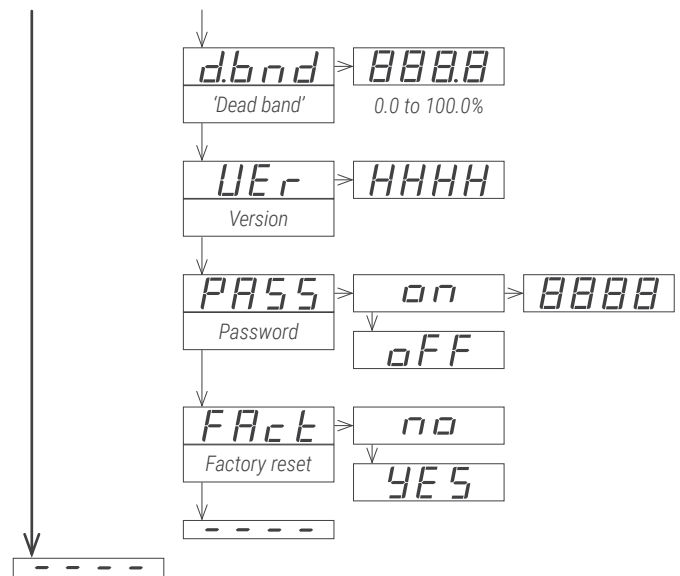 d.bnd 888.8
'Dead band' 0.0 to 100.0%
VEr HHHH
Version
PASS on 8888
Password oFF
FAct no
Factory reset YES
- - - -
- - - -